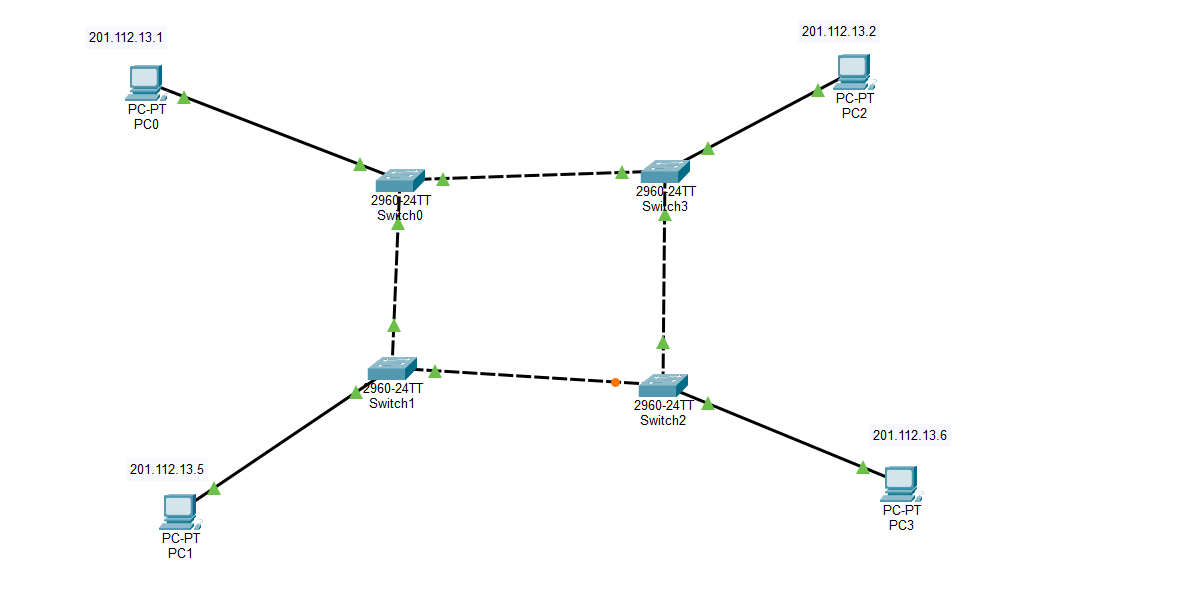 201.112.13.1
PC-PT
PC0
201.112.13.2
PC-PT
PC2
2960-24TT
Switch0
2960-24TT
Switch3
2960-24TT
Switch1
2960-24TT
Switch2
201.112.13.5
PC-PT
PC1
201.112.13.6
PC-PT
PC3